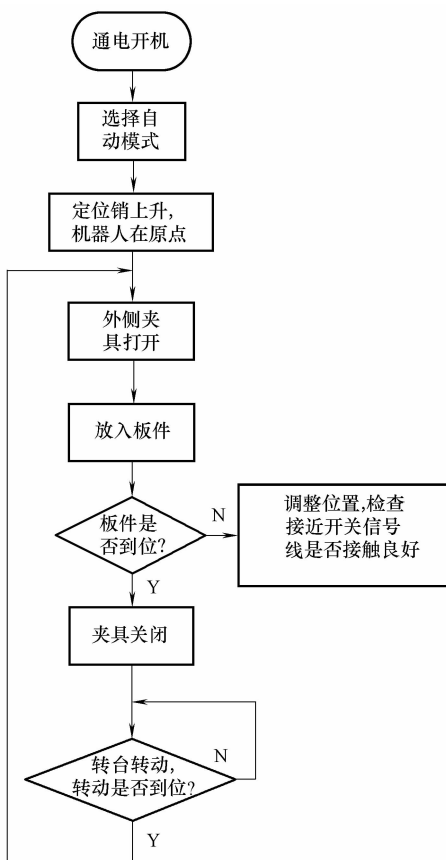 通电开机
选择自
动模式
定位销上升，
机器人在原点
外侧夹
具打开
放入板件
板件是
否到位?
N
调整位置,检查
接近开关信号
线是否接触良好
Y
夹具关闭
转台转动，
转动是否到位?
N
Y